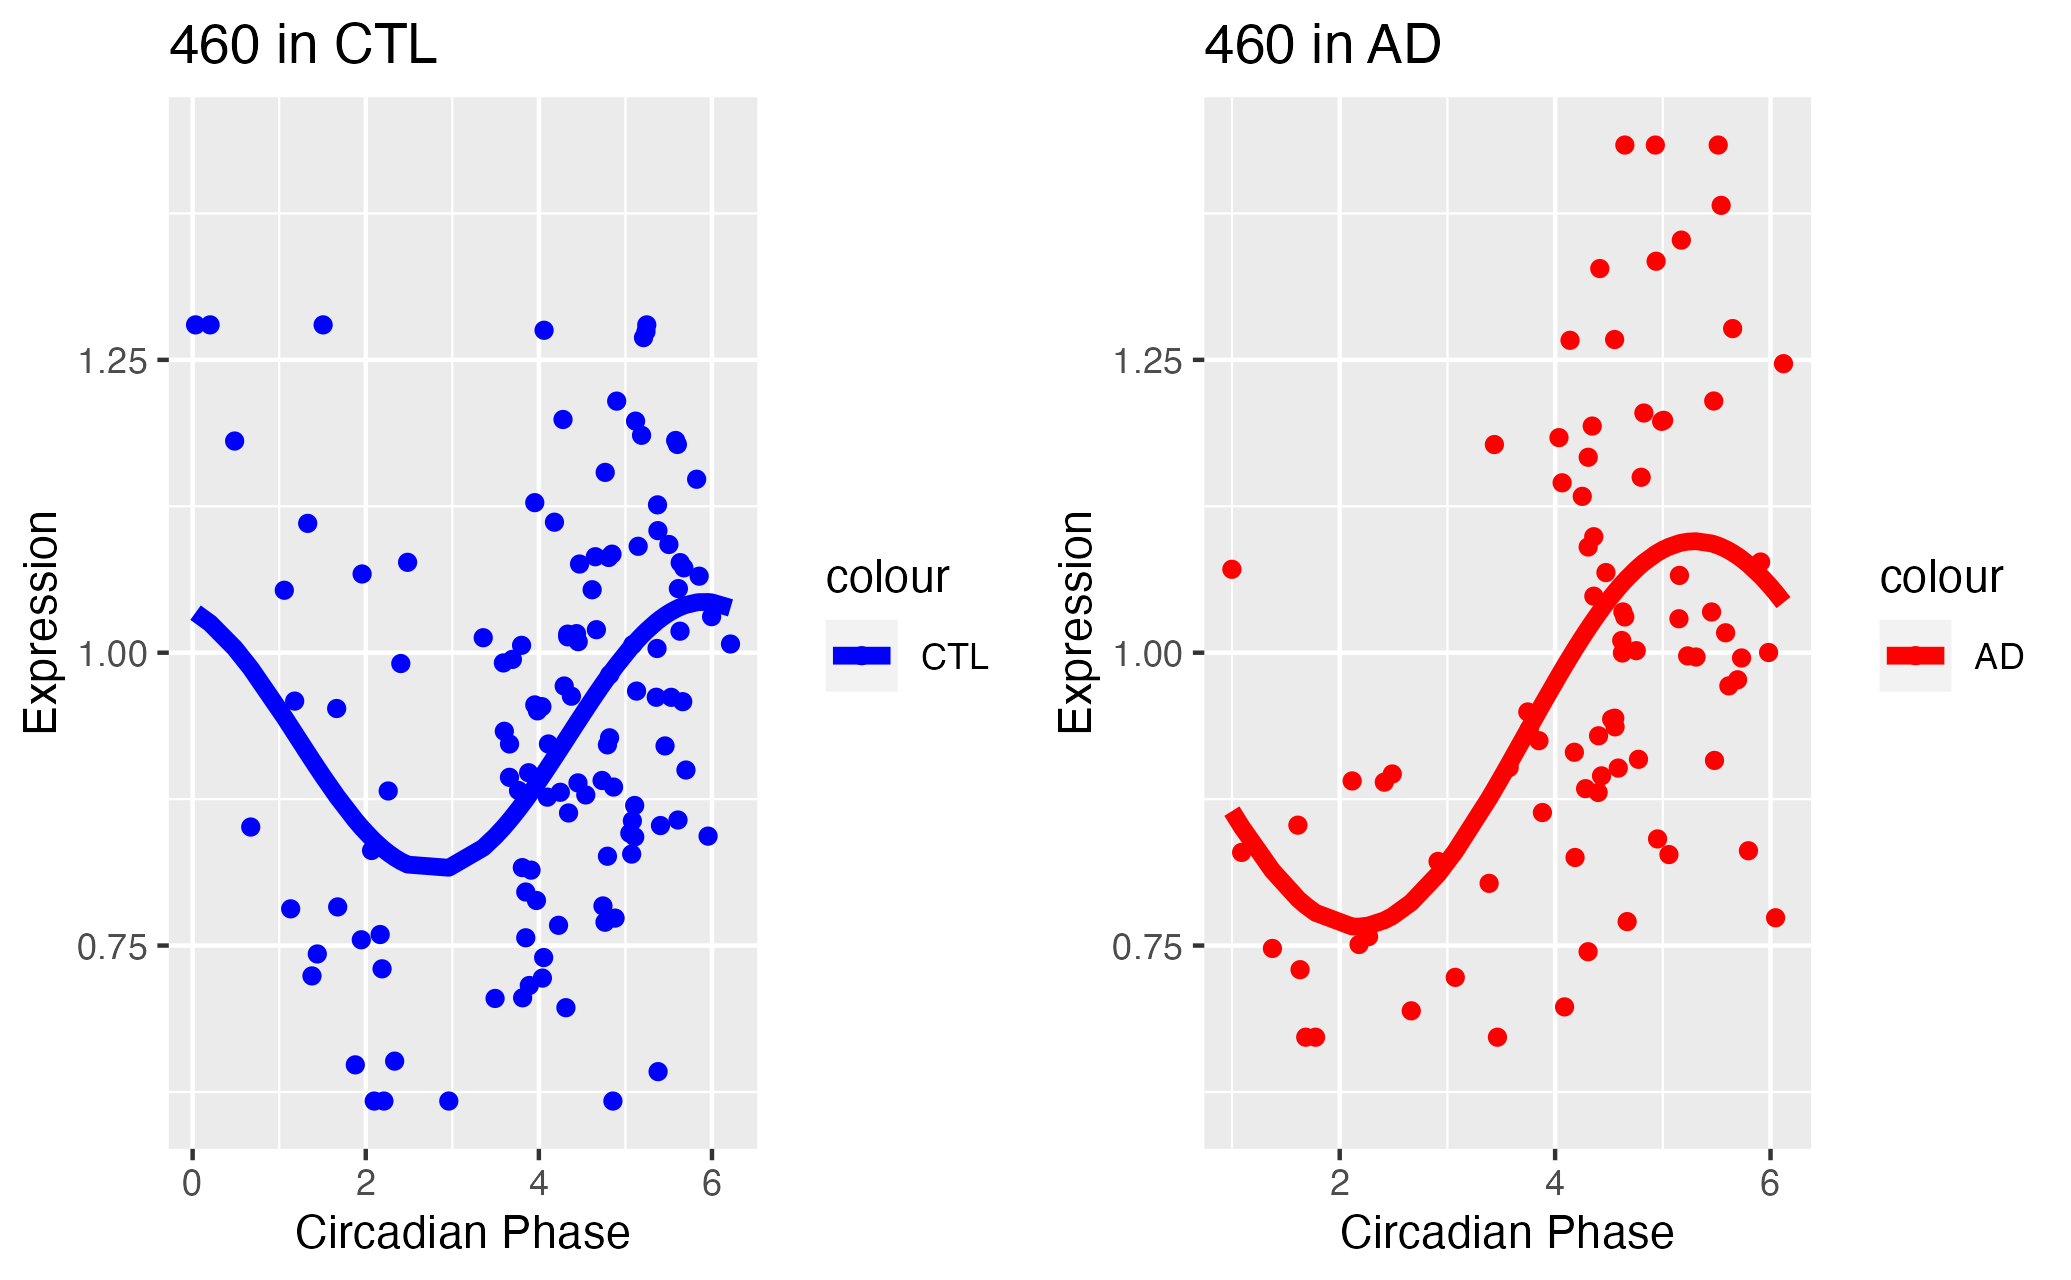 460 in CTL
1.25
1.00
0.75
Expression
0 2 4 6
Circadian Phase
colour
CTL
460 in AD
1.25
1.00
0.75
Expression
2 4 6
Circadian Phase
colour
AD